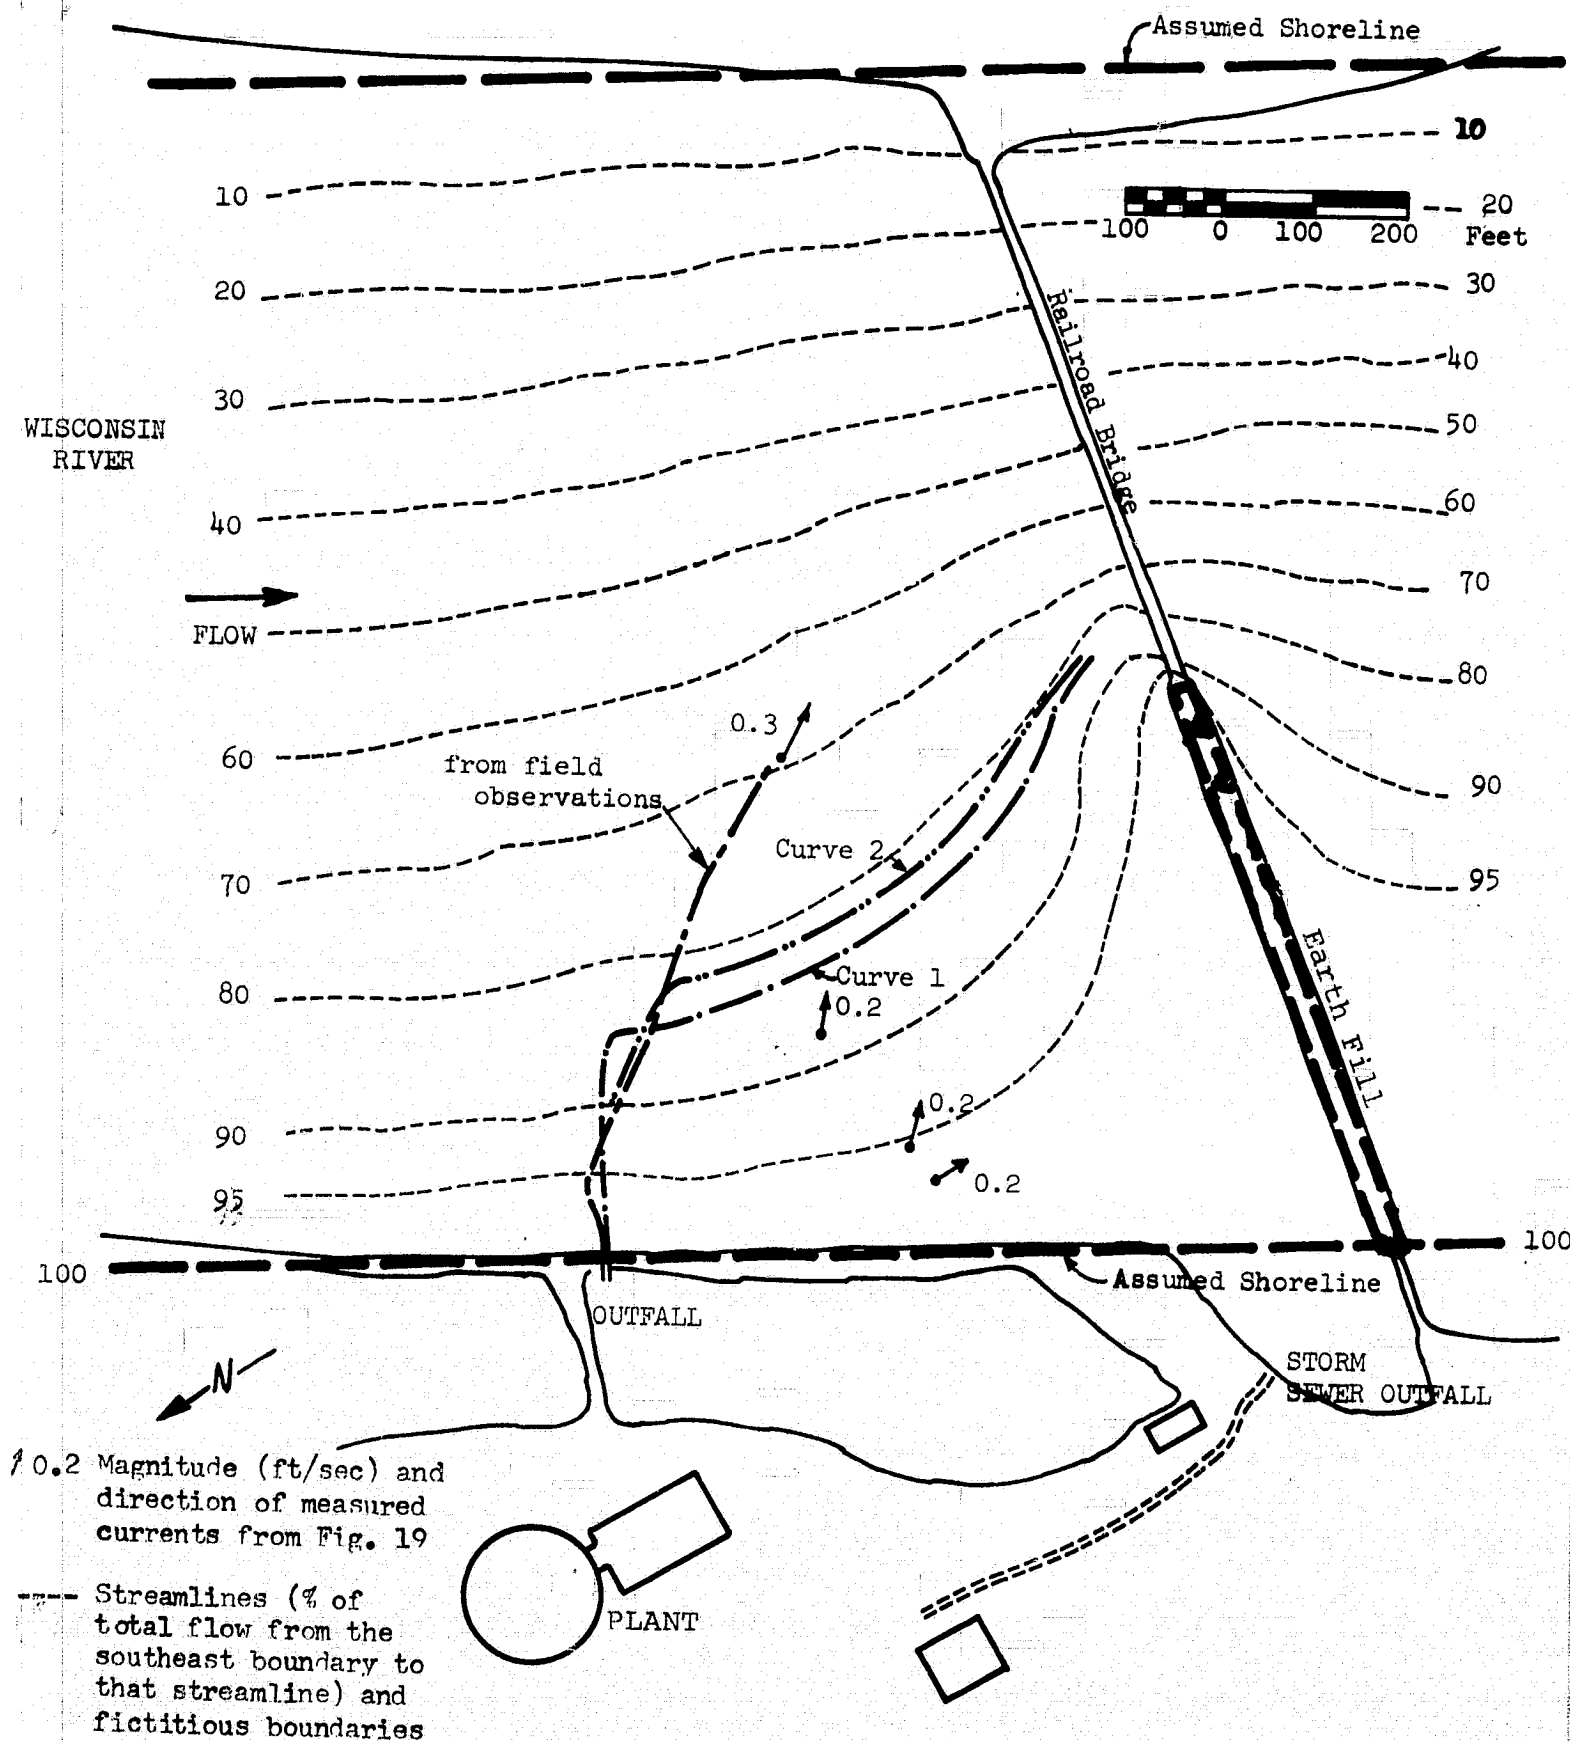 Assumed Shoreline
10
10
20
100 0 100 200 Feet
20
30
Railroad Bridge
30
40
WISCONSIN
RIVER
50
40
60
FLOW
70
80
0.3
60
from field
observations
90
Curve 2
70
95
Earth Fill
Curve 1
80
0.2
0.2
90
0.2
95
100
100
Assumed Shoreline
OUTFALL
N
STORM
SEWER OUTFALL
0.2 Magnitude (ft/sec) and
direction of measured
currents from Fig. 19
Streamlines (% of
total flow from the
southeast boundary to
that streamline) and
fictitious boundaries
PLANT